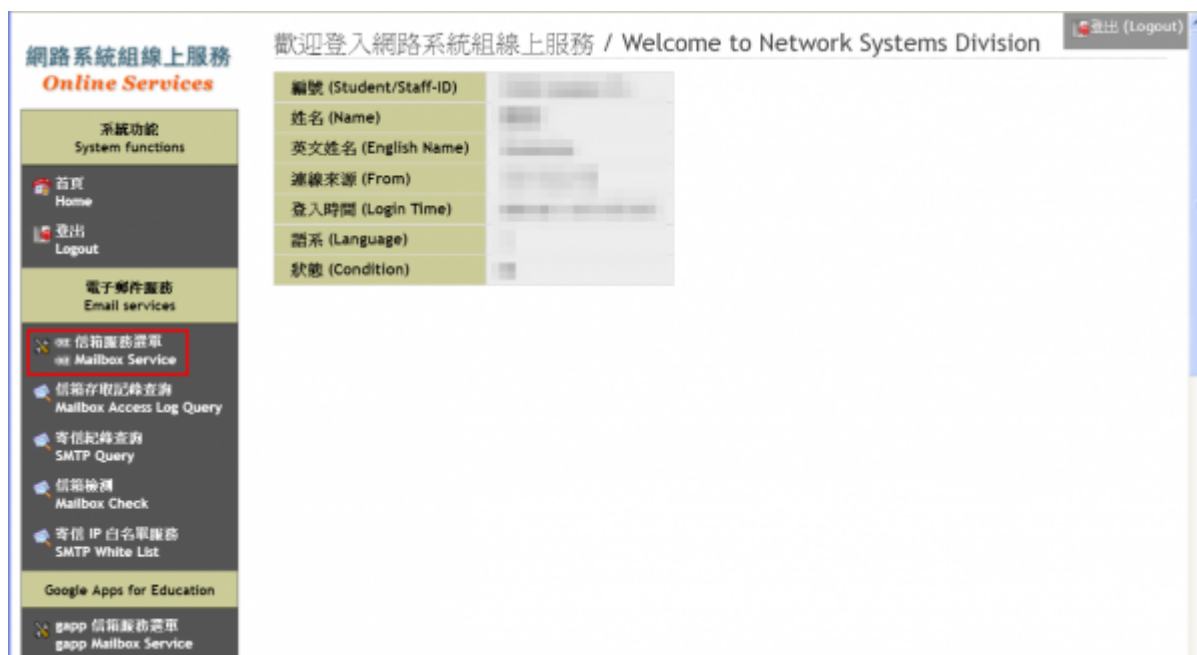 登出 (Logout)
網路系統組線上服務
Online Services
歡迎登入網路系統組線上服務 / Welcome to Network Systems Division
編號 (Student/Staff-ID)
姓名 (Name)
英文姓名 (English Name)
連線來源 (From)
登入時間 (Login Time)
語系 (Language)
狀態 (Condition)
系統功能
System functions
首頁
Home
登出
Logout
電子郵件服務
Email services
信箱服務選單
Mailbox Service
信箱存取記錄查詢
Mailbox Access Log Query
寄信紀錄查詢
SMTP Query
信箱檢測
Mailbox Check
寄信 IP 白名單服務
SMTP White List
Google Apps for Education
gapp 信箱服務選單
gapp Mailbox Service